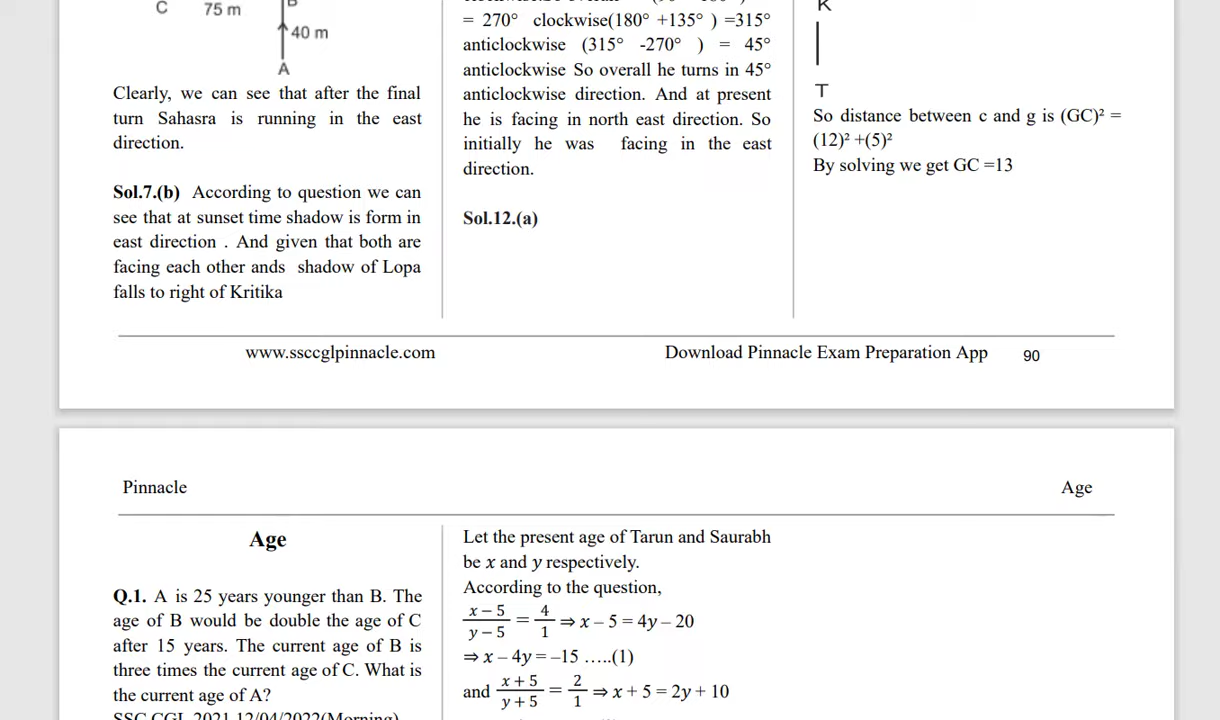 C 75 m B
40 m
A
Clearly, we can see that after the final
turn Sahasra is running in the east
direction.
Sol.7.(b) According to question we can
see that at sunset time shadow is form in
east direction . And given that both are
facing each other ands shadow of Lopa
falls to right of Kritika
= 270° clockwise(180° +135° ) =315°
anticlockwise (315° -270° ) = 45°
anticlockwise So overall he turns in 45°
anticlockwise direction. And at present
he is facing in north east direction. So
initially he was facing in the east
direction.
Sol.12.(a)
K
T
So distance between c and g is (GC)² =
(12)² +(5)²
By solving we get GC =13
www.ssccglpinnacle.com Download Pinnacle Exam Preparation App 90
Pinnacle Age
Age
Q.1. A is 25 years younger than B. The
age of B would be double the age of C
after 15 years. The current age of B is
three times the current age of C. What is
the current age of A?
SSC CGL 2021 12/04/2022(Morning)
Let the present age of Tarun and Saurabh
be x and y respectively.
According to the question,
x – 5 / y – 5 = 4 / 1 ⇒ x – 5 = 4y – 20
⇒ x – 4y = –15 …..(1)
and x + 5 / y + 5 = 2 / 1 ⇒ x + 5 = 2y + 10